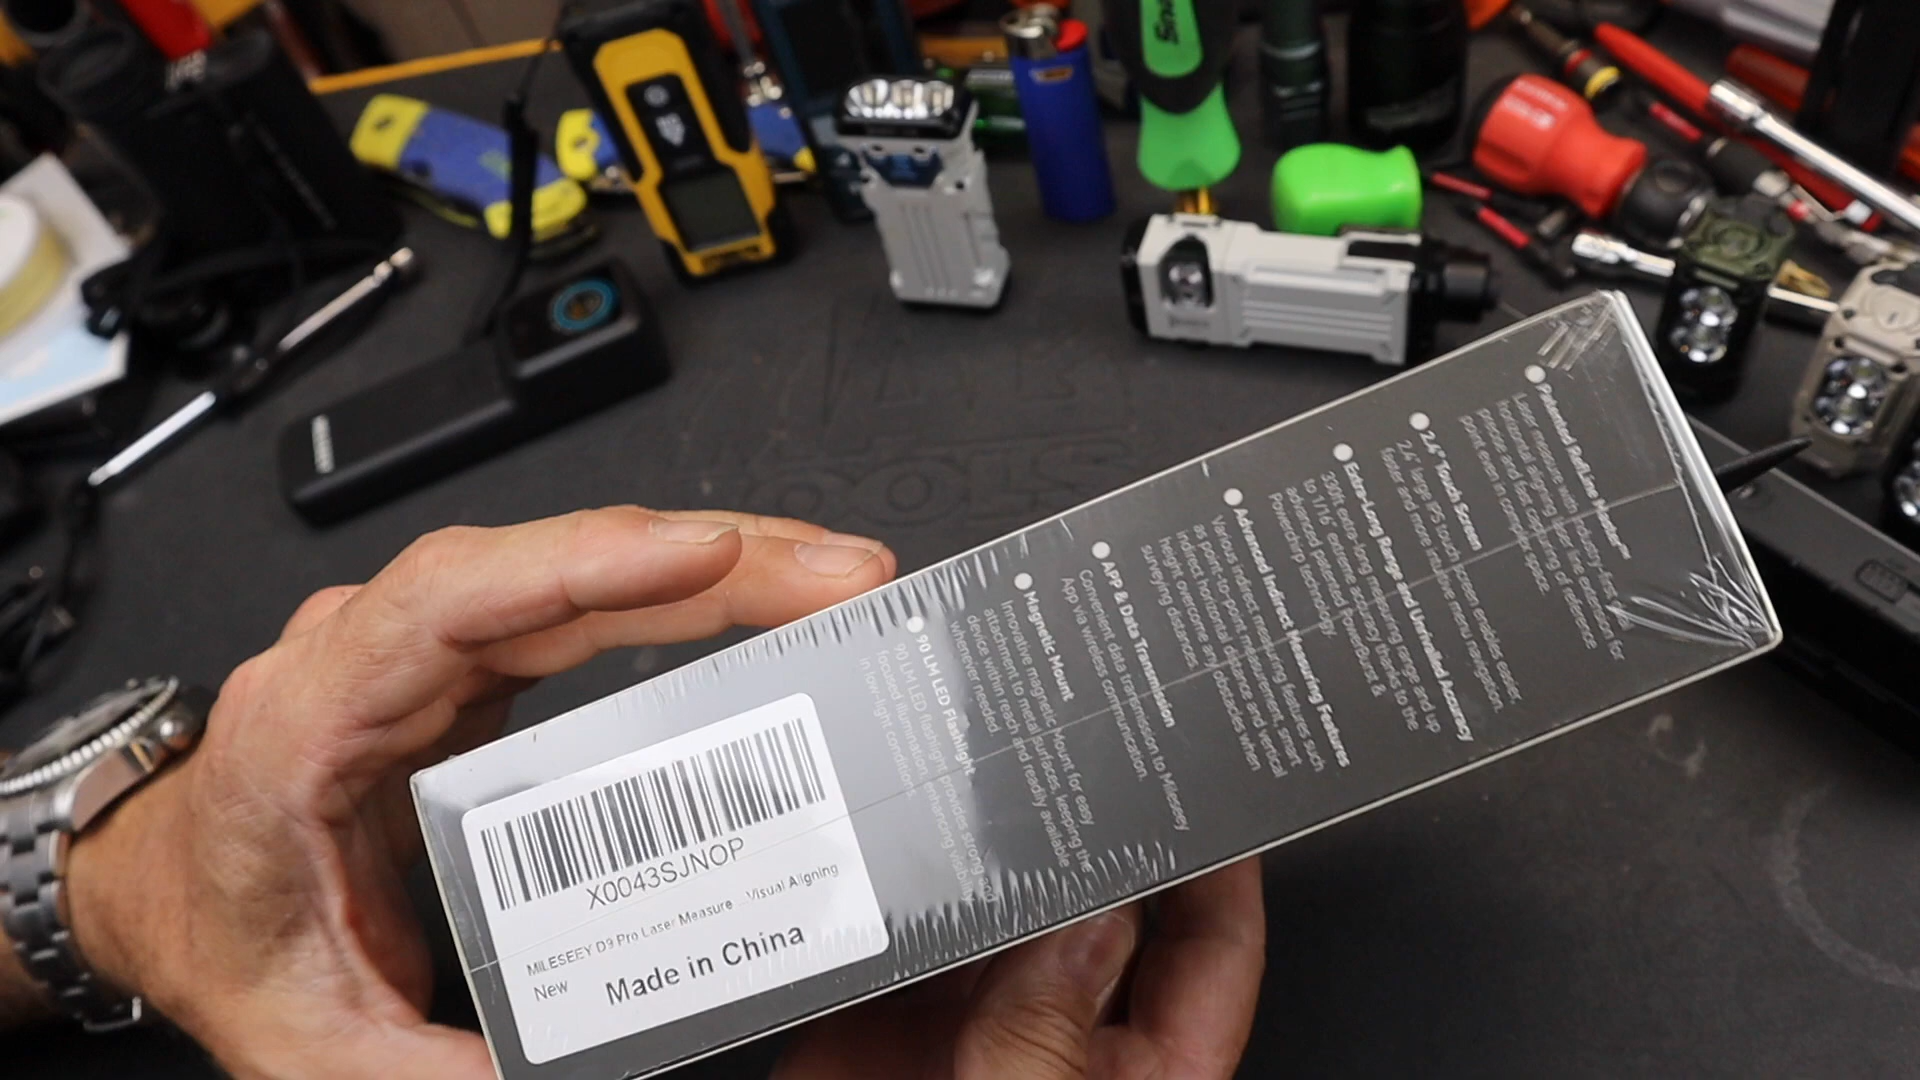 Patented RefLine Mode™
Laser measure with industry-first line extension for
horizontal aligning
precise and fast capturing of reference
point even in complex space.
2.4" Touch Screen
2.4" large IPS touch screen enables easier,
faster and more intuitive menu navigation.
Extra-Long Range and Unrivalled Accuracy
330ft extra-long measuring range and up
to 1/16" extreme accuracy thanks to the
advanced patented PowerBust &
PowerChip technology.
Advanced Indirect Measuring Features
Various indirect measuring features such
as point-to-point measurement, smart
indirect horizontal distance and vertical
height overcome any obstacles when
surveying distances.
APP & Data Transmission
Convenient data transmission to Mileseey
App via wireless communication.
Magnetic Mount
Innovative magnetic mount for easy
attachment to metal surfaces, keeping the
device within reach and readily available
whenever needed
90 LM LED Flashlight
90 LM LED flashlight provides strong and
focused illumination, enhancing visibility
in low-light conditions.
X0043SJNOP
MILESEEY D9 Pro Laser Measure ...Visual Aligning
New
Made in China